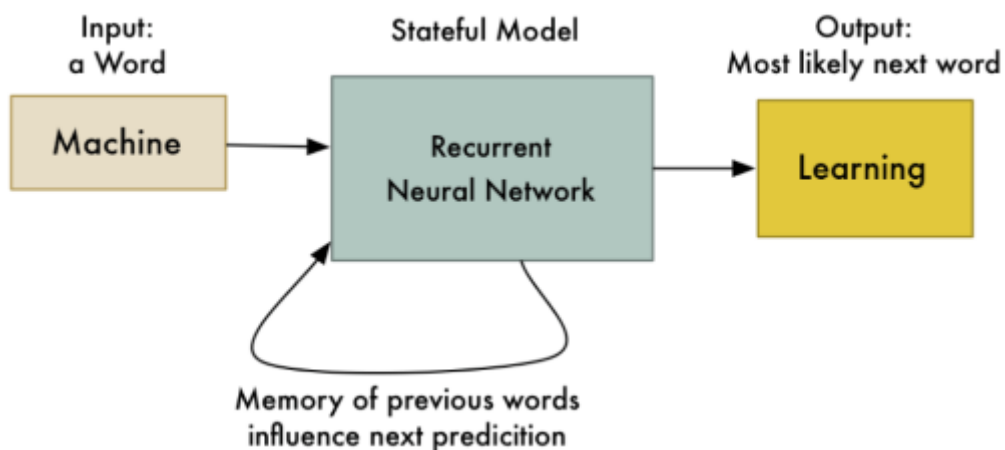 Input:
a Word
Stateful Model
Output:
Most likely next word
Machine
Recurrent
Neural Network
Learning
Memory of previous words
influence next predicition